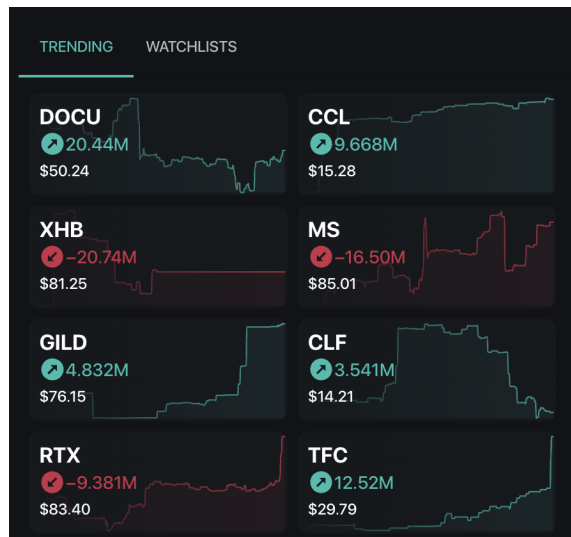 TRENDING WATCHLISTS
DOCU
20.44M
$50.24
CCL
9.668M
$15.28
XHB
−20.74M
$81.25
MS
−16.50M
$85.01
GILD
4.832M
$76.15
CLF
3.541M
$14.21
RTX
−9.381M
$83.40
TFC
12.52M
$29.79